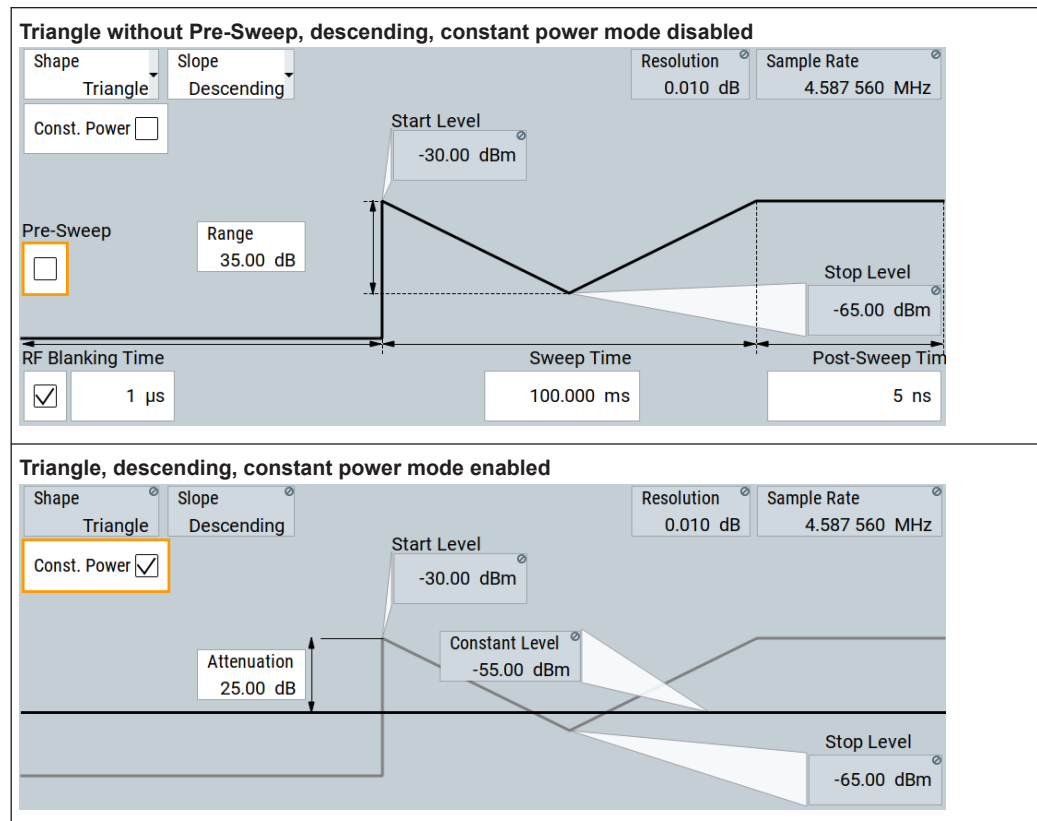 Triangle without Pre-Sweep, descending, constant power mode disabled
Shape Slope Resolution Sample Rate
Triangle Descending 0.010 dB 4.587 560 MHz
Const. Power
Start Level
-30.00 dBm
Pre-Sweep
Range
35.00 dB
Stop Level
-65.00 dBm
RF Blanking Time Sweep Time Post-Sweep Tim
1 µs 100.000 ms 5 ns
Triangle, descending, constant power mode enabled
Shape Slope Resolution Sample Rate
Triangle Descending 0.010 dB 4.587 560 MHz
Const. Power
Start Level
-30.00 dBm
Constant Level
-55.00 dBm
Attenuation
25.00 dB
Stop Level
-65.00 dBm